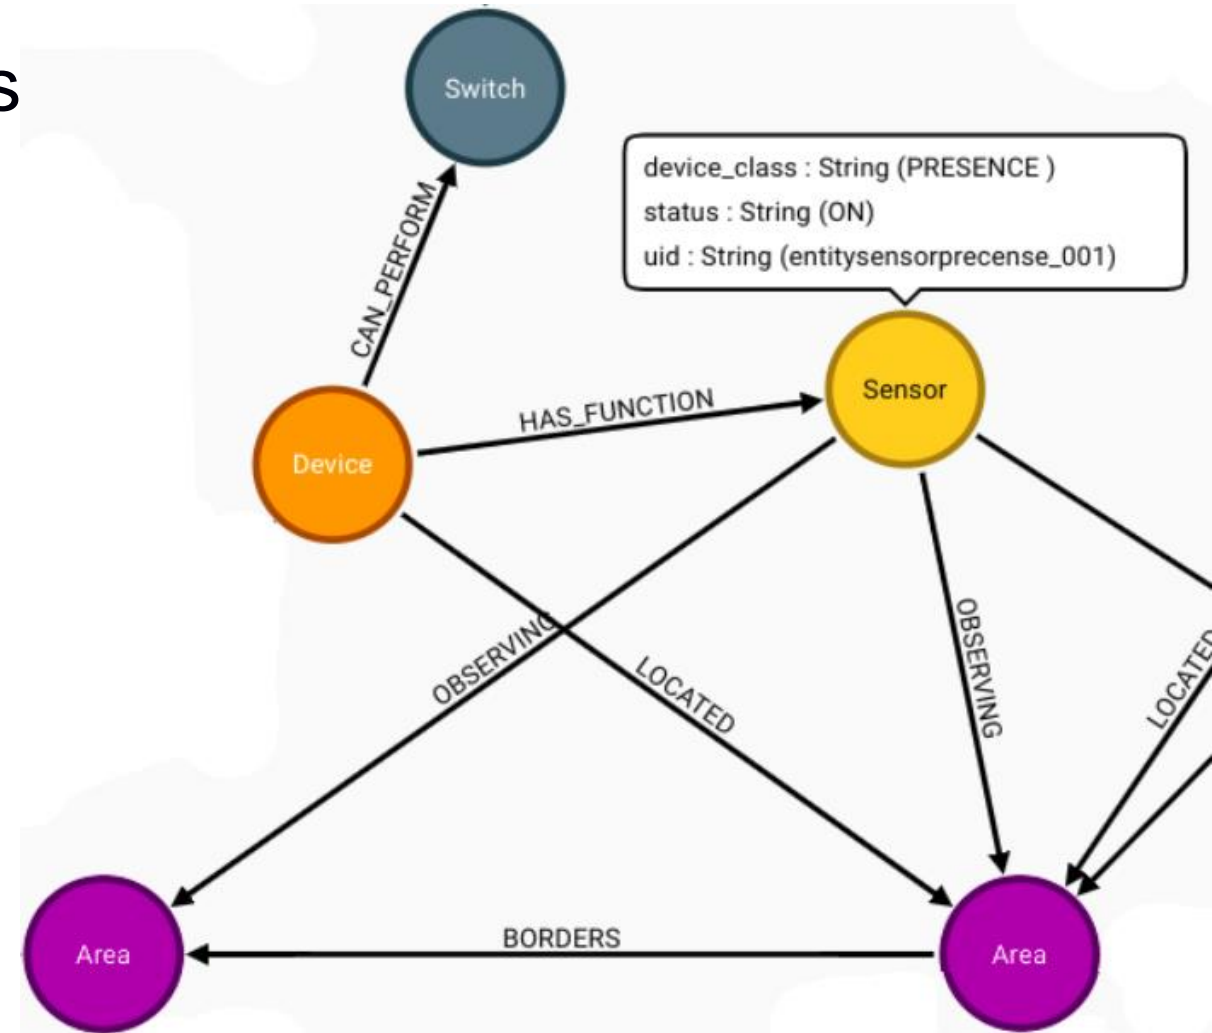 s
Switch
device_class : String (PRESENCE )
status : String (ON)
uid : String (entitysensorprecense_001)
CAN_PERFORM
Sensor
HAS_FUNCTION
Device
OBSERVING
LOCATED
OBSERVING
LOCATED
BORDERS
Area
Area